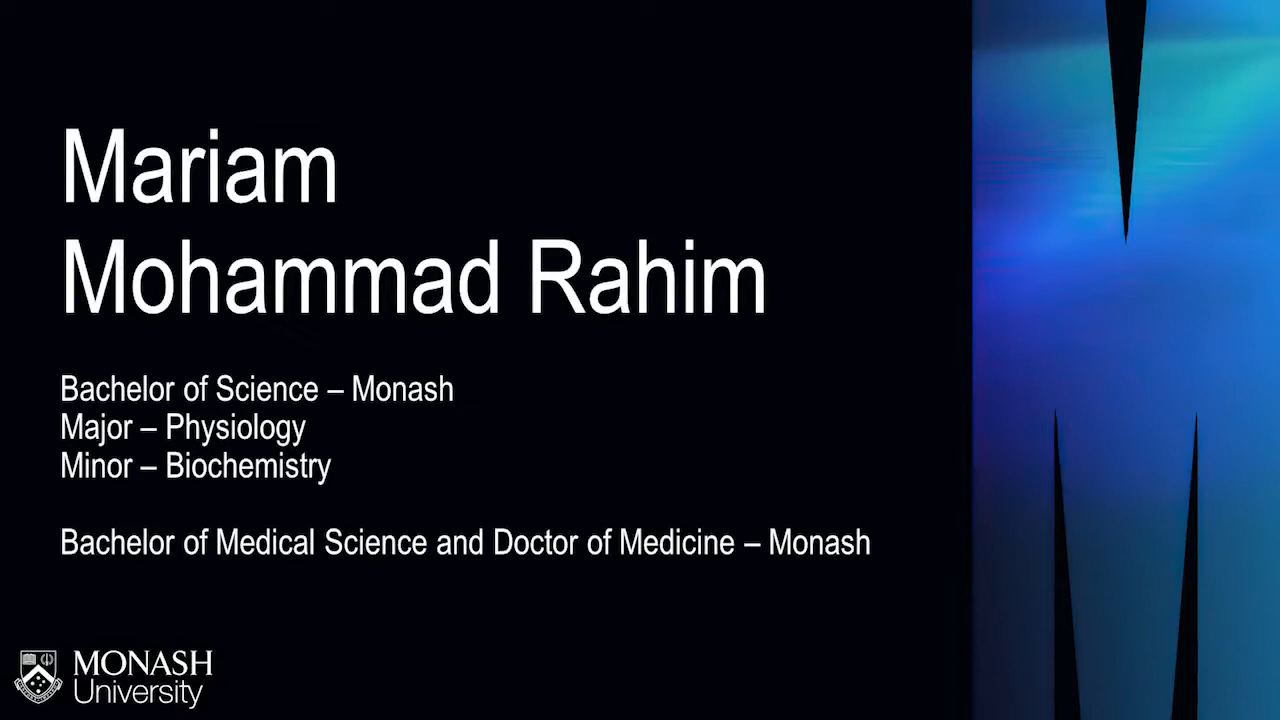 Mariam
Mohammad Rahim
Bachelor of Science – Monash
Major – Physiology
Minor – Biochemistry
Bachelor of Medical Science and Doctor of Medicine – Monash
MONASH
University